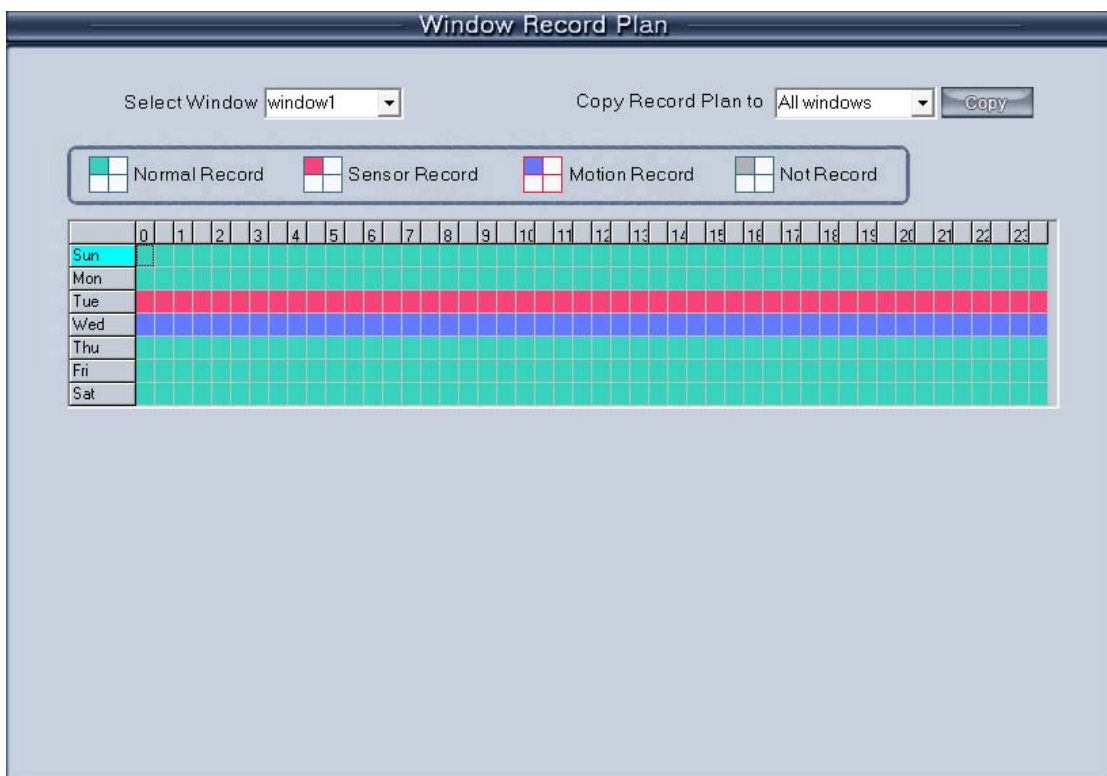 Window Record Plan
Select Window window1 Copy Record Plan to All windows Copy
Normal Record Sensor Record Motion Record Not Record
0 1 2 3 4 5 6 7 8 9 10 11 12 13 14 15 16 17 18 19 20 21 22 23
Sun
Mon
Tue
Wed
Thu
Fri
Sat